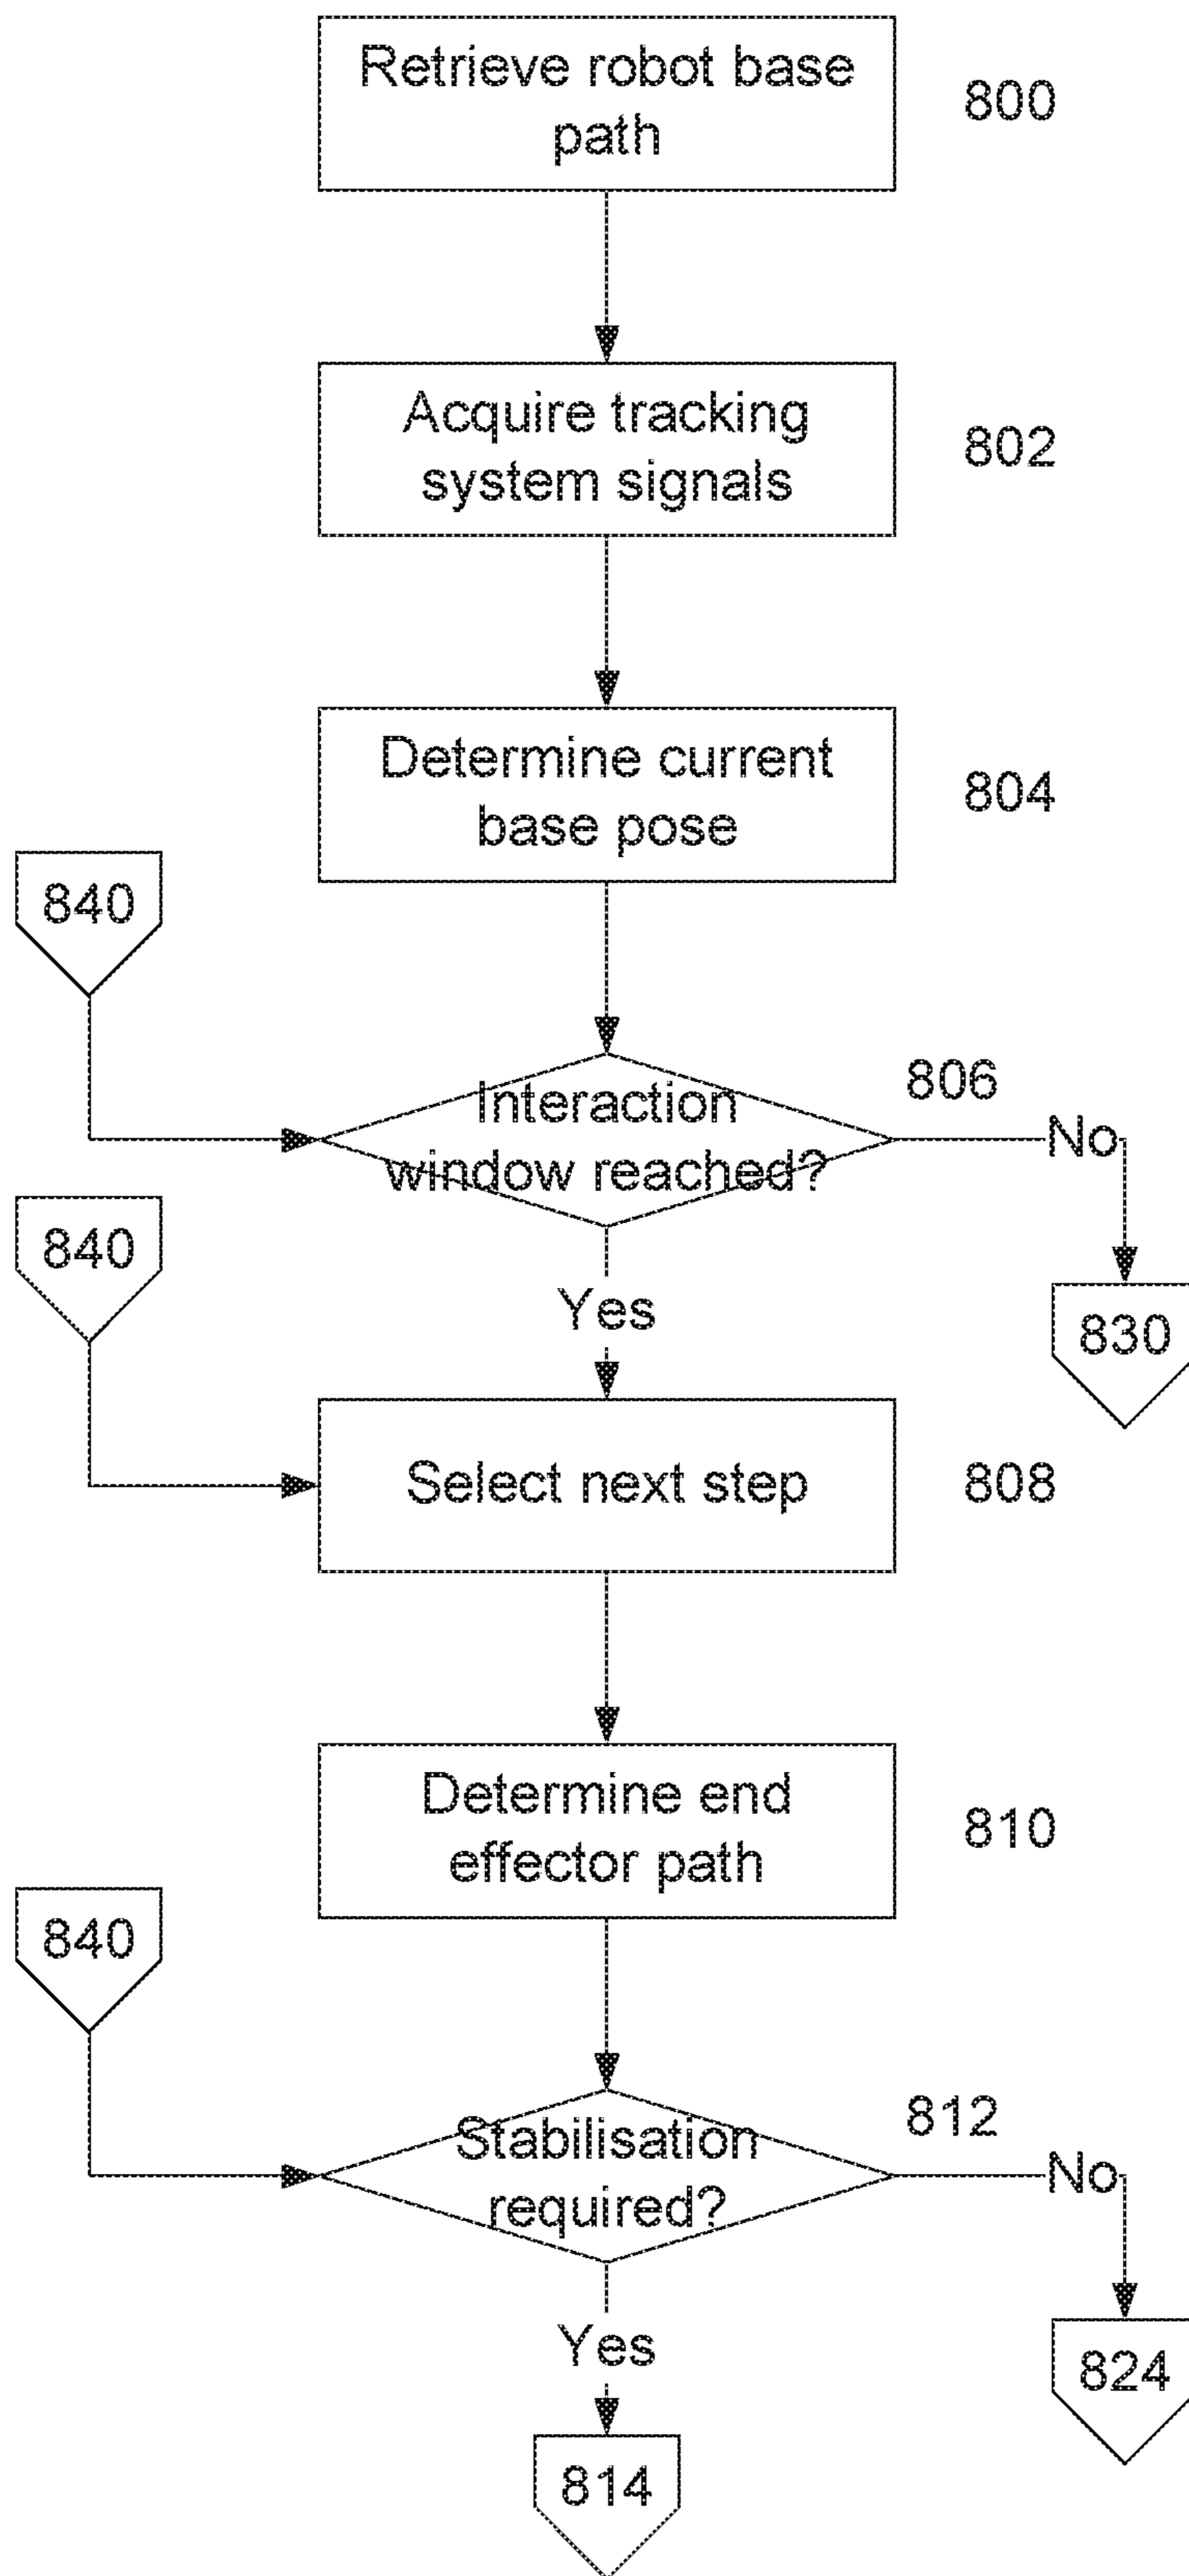 Retrieve robot base
path
800
Acquire tracking
system signals
802
Determine current
base pose
804
840
Interaction
window reached?
806
No
840
Yes
830
Select next step
808
Determine end
effector path
810
840
Stabilisation
required?
812
No
Yes
824
814